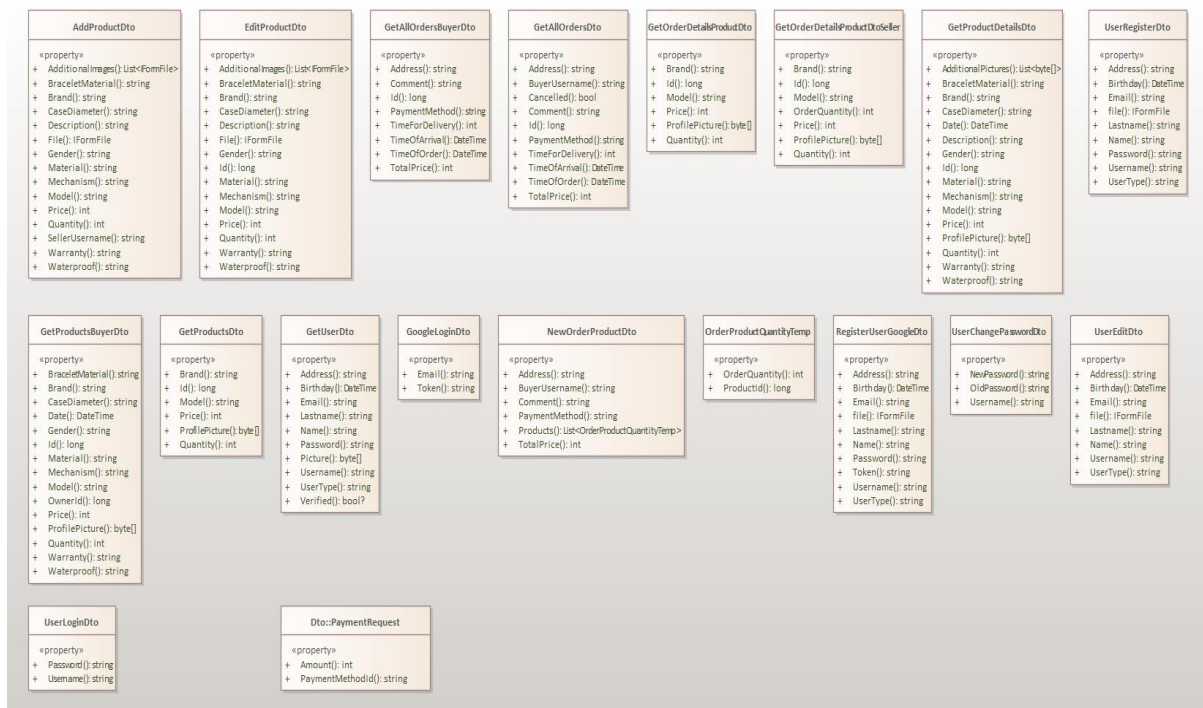 AddProductDto
«property»
+ AdditionalImages(): List<IFormFile>
+ BraceletMaterial(): string
+ Brand(): string
+ CaseDiameter(): string
+ Description(): string
+ File(): IFormFile
+ Gender(): string
+ Material(): string
+ Mechanism(): string
+ Model(): string
+ Price(): int
+ Quantity(): int
+ SellerUsername(): string
+ Warranty(): string
+ Waterproof(): string
EditProductDto
«property»
+ AdditionalImages(): List<IFormFile>
+ BraceletMaterial(): string
+ Brand(): string
+ CaseDiameter(): string
+ Description(): string
+ File(): IFormFile
+ Gender(): string
+ Id(): long
+ Material(): string
+ Mechanism(): string
+ Model(): string
+ Price(): int
+ Quantity(): int
+ Warranty(): string
+ Waterproof(): string
GetAllOrdersBuyerDto
«property»
+ Address(): string
+ Comment(): string
+ Id(): long
+ PaymentMethod(): string
+ TimeForDelivery(): int
+ TimeOfArrival(): DateTime
+ TimeOfOrder(): DateTime
+ TotalPrice(): int
GetAllOrdersDto
«property»
+ Address(): string
+ BuyerUsername(): string
+ Cancelled(): bool
+ Comment(): string
+ Id(): long
+ PaymentMethod(): string
+ TimeForDelivery(): int
+ TimeOfArrival(): DateTime
+ TimeOfOrder(): DateTime
+ TotalPrice(): int
GetOrderDetailsProductDto
«property»
+ Brand(): string
+ Id(): long
+ Model(): string
+ Price(): int
+ ProfilePicture(): byte[]
+ Quantity(): int
GetOrderDetailsProductDtoSeller
«property»
+ Brand(): string
+ Id(): long
+ Model(): string
+ OrderQuantity(): int
+ Price(): int
+ ProfilePicture(): byte[]
+ Quantity(): int
GetProductDetailsDto
«property»
+ AdditionalPictures(): List<byte[]>
+ BraceletMaterial(): string
+ Brand(): string
+ CaseDiameter(): string
+ Date(): DateTime
+ Description(): string
+ Gender(): string
+ Id(): long
+ Material(): string
+ Mechanism(): string
+ Model(): string
+ Price(): int
+ ProfilePicture(): byte[]
+ Quantity(): int
+ Warranty(): string
+ Waterproof(): string
UserRegisterDto
«property»
+ Address(): string
+ Birthday(): DateTime
+ Email(): string
+ file(): IFormFile
+ Lastname(): string
+ Name(): string
+ Password(): string
+ Username(): string
+ UserType(): string
GetProductsBuyerDto
«property»
+ BraceletMaterial(): string
+ Brand(): string
+ CaseDiameter(): string
+ Date(): DateTime
+ Gender(): string
+ Id(): long
+ Material(): string
+ Mechanism(): string
+ Model(): string
+ OwnerId(): long
+ Price(): int
+ ProfilePicture(): byte[]
+ Quantity(): int
+ Warranty(): string
+ Waterproof(): string
GetProductsDto
«property»
+ Brand(): string
+ Id(): long
+ Model(): string
+ Price(): int
+ ProfilePicture(): byte[]
+ Quantity(): int
GetUserDto
«property»
+ Address(): string
+ Birthday(): DateTime
+ Email(): string
+ Lastname(): string
+ Name(): string
+ Password(): string
+ Picture(): byte[]
+ Username(): string
+ UserType(): string
+ Verified(): bool?
GoogleLoginDto
«property»
+ Email(): string
+ Token(): string
NewOrderProductDto
«property»
+ Address(): string
+ BuyerUsername(): string
+ Comment(): string
+ PaymentMethod(): string
+ Products(): List<OrderProductQuantityTemp>
+ TotalPrice(): int
OrderProductQuantityTemp
«property»
+ OrderQuantity(): int
+ ProductId(): long
RegisterUserGoogleDto
«property»
+ Address(): string
+ Birthday(): DateTime
+ Email(): string
+ file(): IFormFile
+ Lastname(): string
+ Name(): string
+ Password(): string
+ Token(): string
+ Username(): string
+ UserType(): string
UserChangePasswordDto
«property»
+ NewPassword(): string
+ OldPassword(): string
+ Username(): string
UserEditDto
«property»
+ Address(): string
+ Birthday(): DateTime
+ Email(): string
+ file(): IFormFile
+ Lastname(): string
+ Name(): string
+ Username(): string
+ UserType(): string
UserLoginDto
«property»
+ Password(): string
+ Username(): string
Dto::PaymentRequest
«property»
+ Amount(): int
+ PaymentMethodId(): string